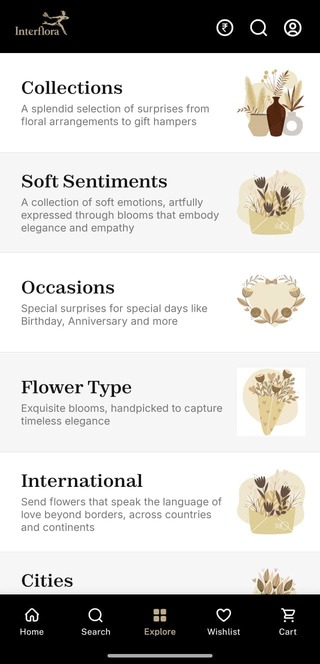 Interflora
₹
Collections
A splendid selection of surprises from
floral arrangements to gift hampers
Soft Sentiments
A collection of soft emotions, artfully
expressed through blooms that embody
elegance and empathy
Occasions
Special surprises for special days like
Birthday, Anniversary and more
Flower Type
Exquisite blooms, handpicked to capture
timeless elegance
International
Send flowers that speak the language of
love beyond borders, across countries
and continents
Cities
Home Search Explore Wishlist Cart